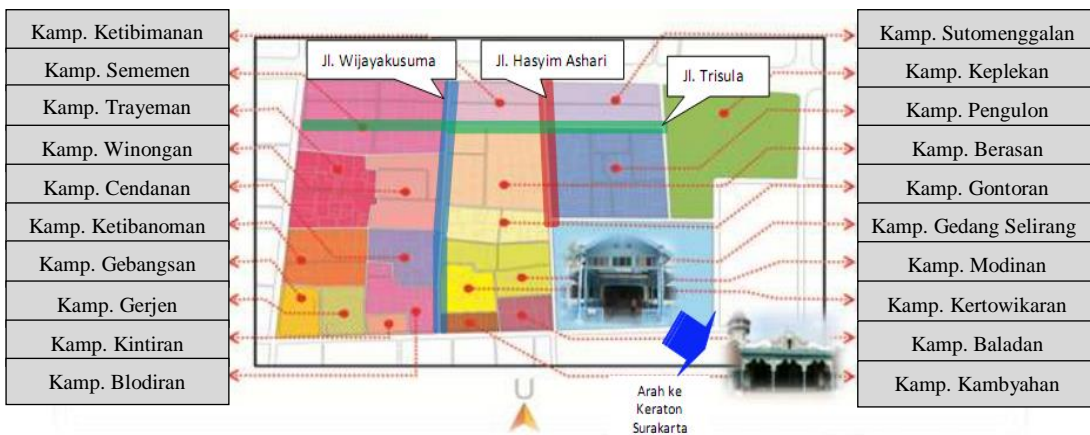 Kamp. Ketibimanan
Kamp. Sememen
Kamp. Trayeman
Kamp. Winongan
Kamp. Cendanan
Kamp. Ketibanoman
Kamp. Gebangsan
Kamp. Gerjen
Kamp. Kintiran
Kamp. Blodiran
Jl. Wijayakusuma
Jl. Hasyim Ashari
Jl. Trisula
Kamp. Sutomenggalan
Kamp. Keplekan
Kamp. Pengulon
Kamp. Berasan
Kamp. Gontoran
Kamp. Gedang Selirang
Kamp. Modinan
Kamp. Kertowikaran
Kamp. Baladan
Kamp. Kambyahan
U
Arah ke
Keraton
Surakarta